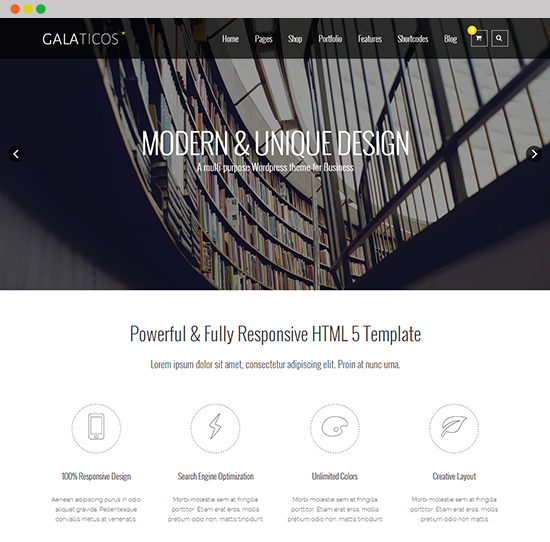 GALATICOS*
Home Pages Shop Portfolio Features Shortcodes Blog
MODERN & UNIQUE DESIGN
A multi-purpose Wordpress theme for Business
Powerful & Fully Responsive HTML 5 Template
Lorem ipsum dolor sit amet, consectetur adipiscing elit. Proin at nunc urna.
100% Responsive Design
Aenean adipiscing purus in odio
aliquet gravida. Pellentesque
convallis metus at venenatis
Search Engine Optimization
Morbi molestie sem at fringilla
porttitor. Etiam erat eros, mollis
pretium odio non, mattis tincidunt
Unlimited Colors
Morbi molestie sem at fringilla
porttitor. Etiam erat eros, mollis
pretium odio non, mattis tincidunt
Creative Layout
Morbi molestie sem at fringilla
porttitor. Etiam erat eros, mollis
pretium odio non, mattis